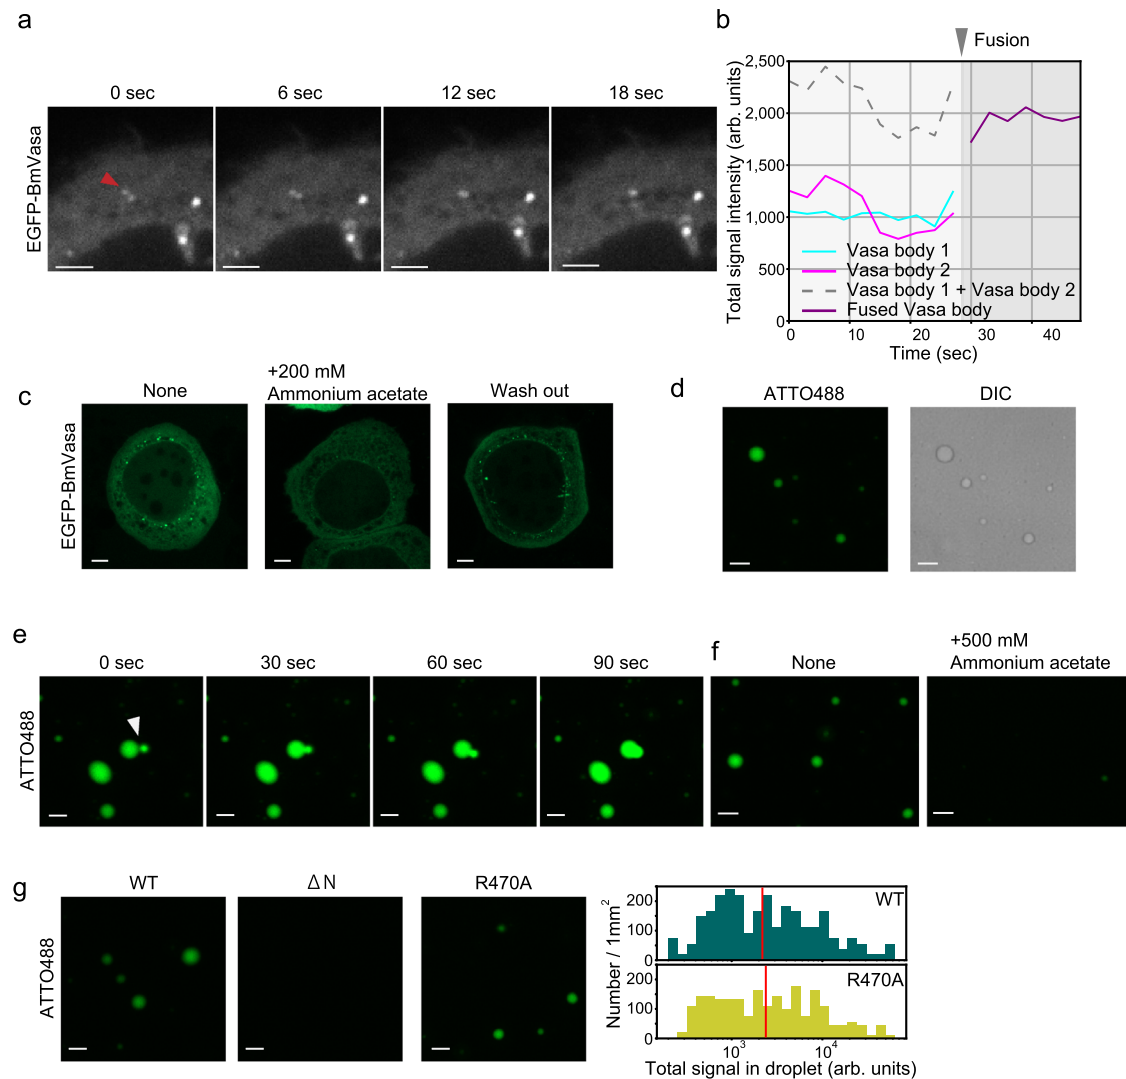 a
0 sec
6 sec
12 sec
18 sec
EGFP-BmVasa
b
Fusion
Total signal intensity (arb. units)
2,500
2,000
1,500
1,000
500
0
Vasa body 1
Vasa body 2
Vasa body 1 + Vasa body 2
Fused Vasa body
0 10 20 30 40
Time (sec)
c
None
+200 mM
Ammonium acetate
Wash out
EGFP-BmVasa
d
ATTO488
DIC
e
0 sec
30 sec
60 sec
90 sec
ATTO488
f
None
+500 mM
Ammonium acetate
g
WT
ΔN
R470A
ATTO488
Number / 1mm²
200
100
0
WT
200
100
0
R470A
10³ 10⁴
Total signal in droplet (arb. units)